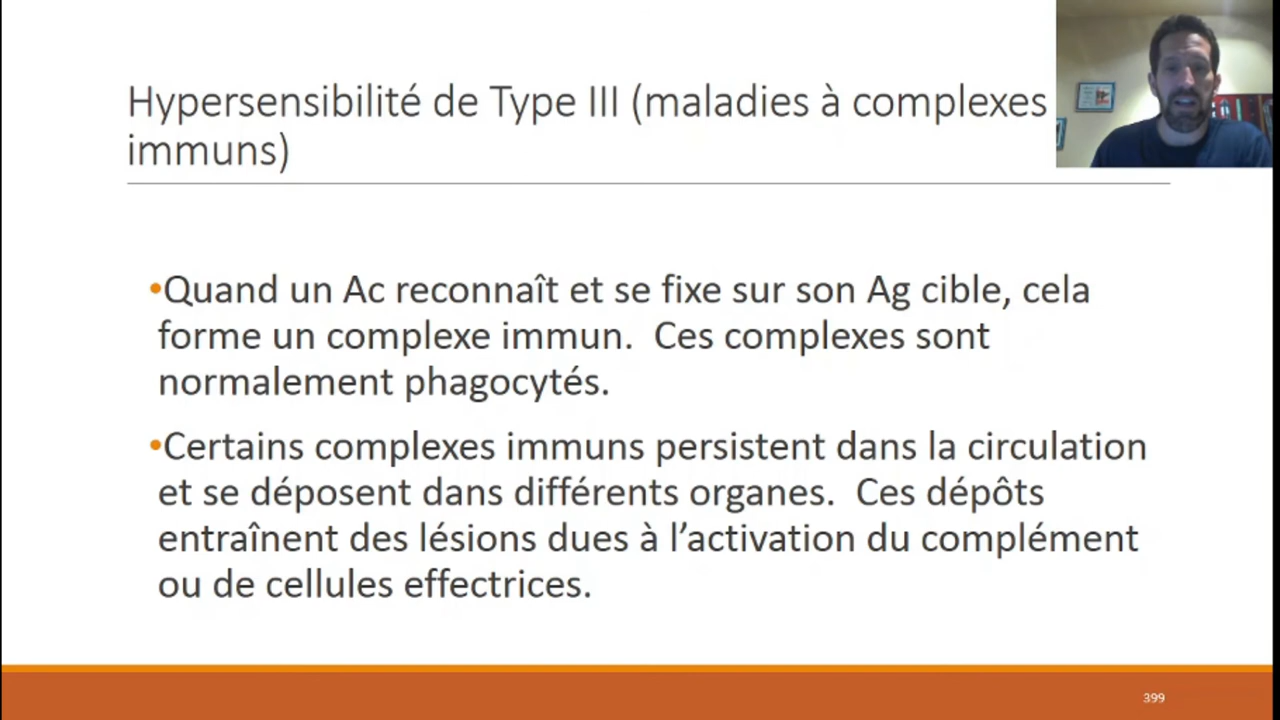 Hypersensibilité de Type III (maladies à complexes
immuns)
•Quand un Ac reconnaît et se fixe sur son Ag cible, cela
forme un complexe immun.  Ces complexes sont
normalement phagocytés.
•Certains complexes immuns persistent dans la circulation
et se déposent dans différents organes.  Ces dépôts
entraînent des lésions dues à l’activation du complément
ou de cellules effectrices.
399